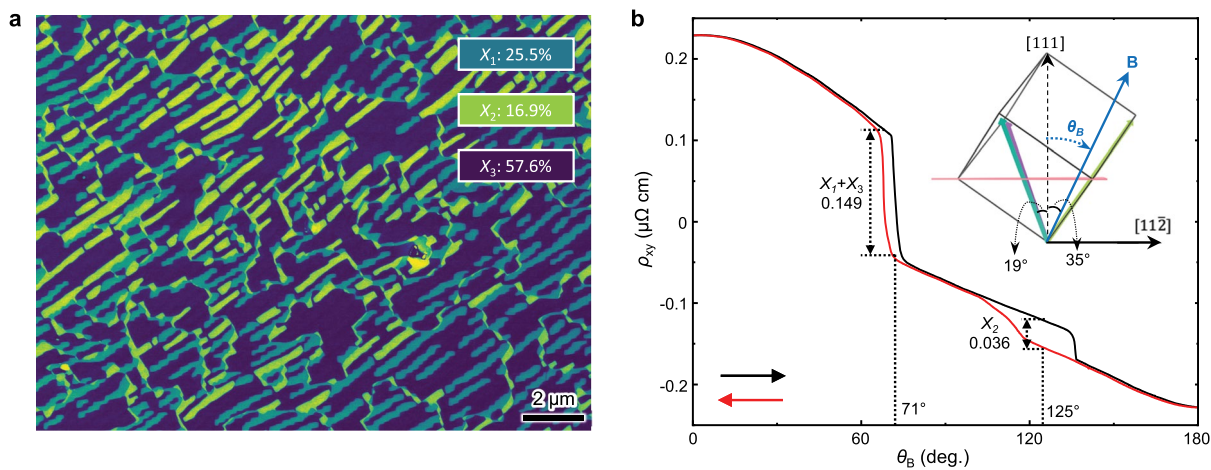 a
X₁: 25.5%
X₂: 16.9%
X₃: 57.6%
2 µm
b
ρxy (µΩ cm)
0.2
0.1
0
-0.1
-0.2
X₁+X₃
0.149
X₂
0.036
71°
125°
[111]
B
θB
[112̅]
19°
35°
0
60
120
180
θB (deg.)